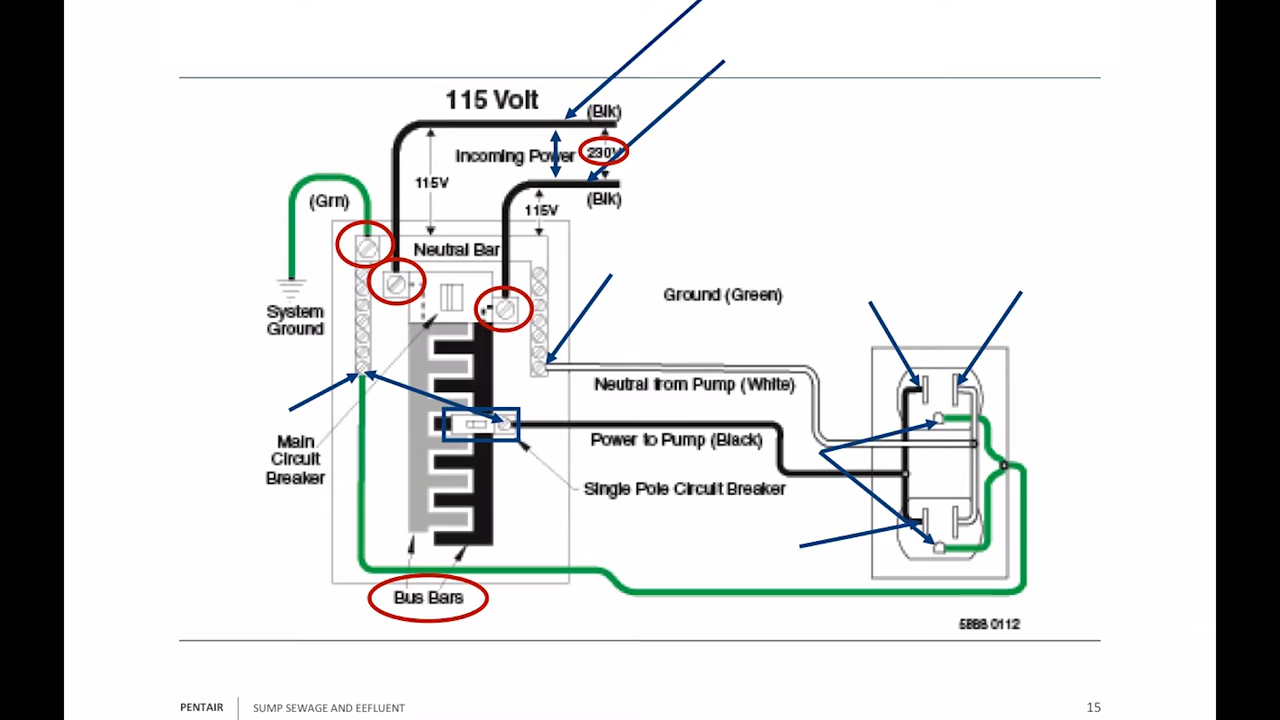 115 Volt
(Blk)
Incoming Power
230V
115V
(Grn)
(Blk)
115V
Neutral Bar
Ground (Green)
System
Ground
Neutral from Pump (White)
Main
Circuit
Breaker
Power to Pump (Black)
Single Pole Circuit Breaker
Bus Bars
5888 0112
PENTAIR
SUMP SEWAGE AND EEFLUENT
15